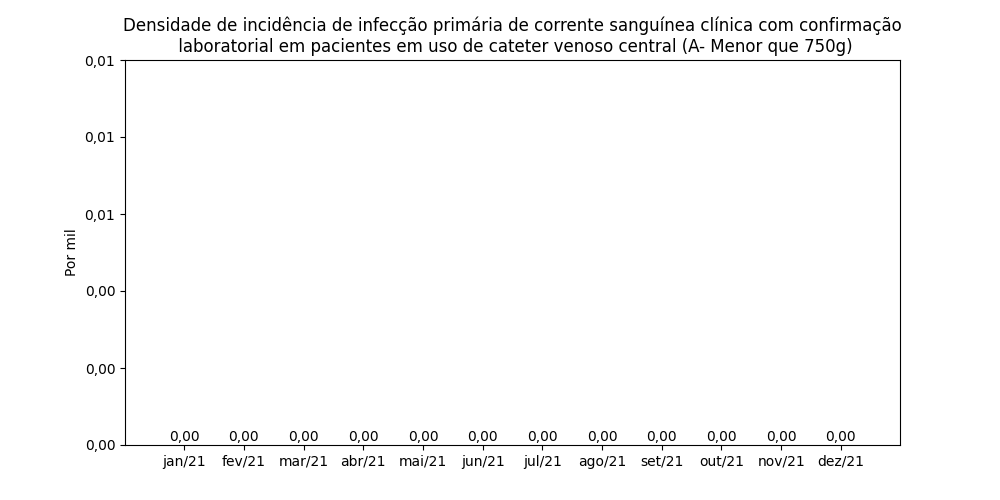 Densidade de incidência de infecção primária de corrente sanguínea clínica com confirmação
laboratorial em pacientes em uso de cateter venoso central (A- Menor que 750g)
0,01
0,01
0,01
0,00
0,00
0,00
Por mil
0,00 0,00 0,00 0,00 0,00 0,00 0,00 0,00 0,00 0,00 0,00 0,00
jan/21 fev/21 mar/21 abr/21 mai/21 jun/21 jul/21 ago/21 set/21 out/21 nov/21 dez/21